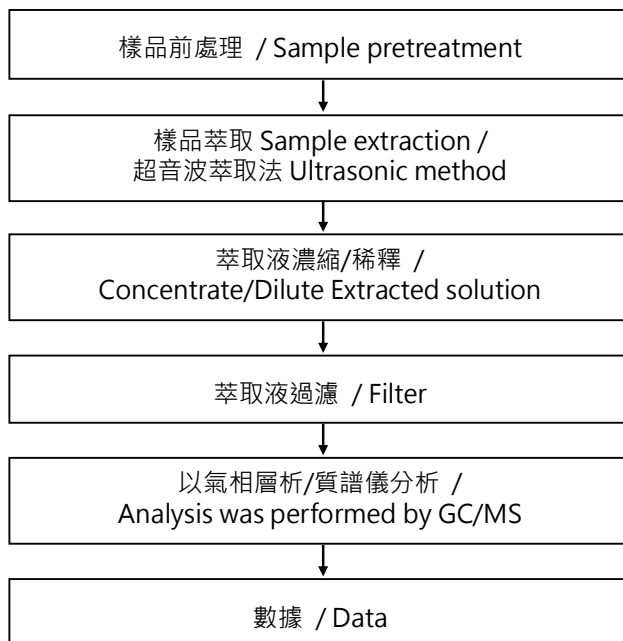 樣品前處理 / Sample pretreatment
樣品萃取 Sample extraction /
超音波萃取法 Ultrasonic method
萃取液濃縮/稀釋 /
Concentrate/Dilute Extracted solution
萃取液過濾 / Filter
以氣相層析/質譜儀分析 /
Analysis was performed by GC/MS
數據 / Data